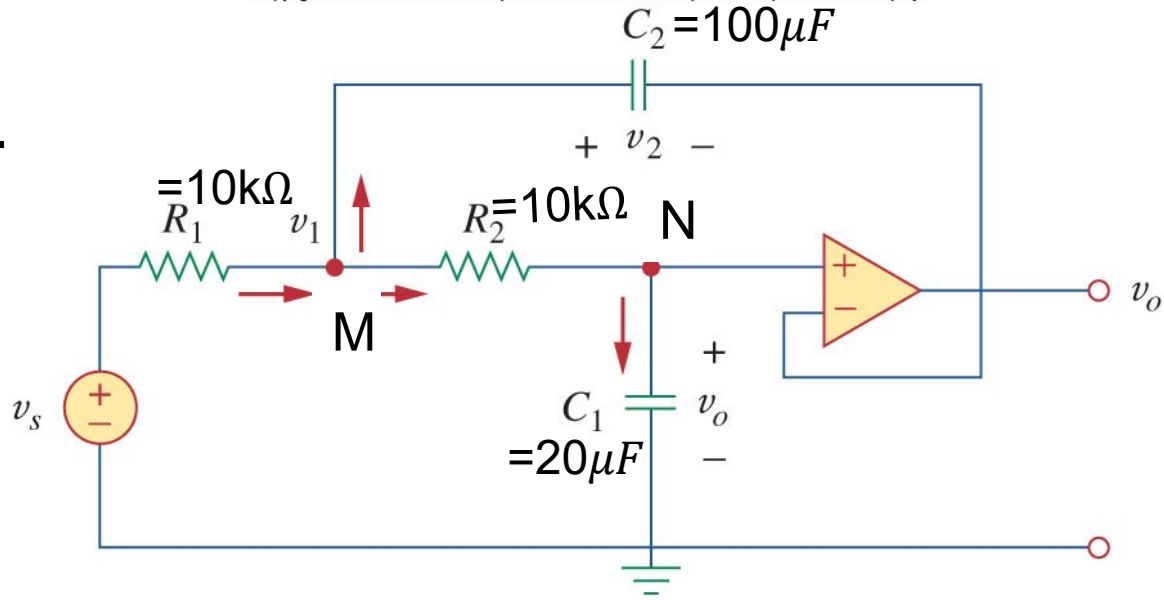 C₂ =100μF
+ v₂ −
=10kΩ
R₁
v₁
R₂=10kΩ
N
M
+
−
vₒ
vₛ
+
−
+
C₁
vₒ
=20μF
−